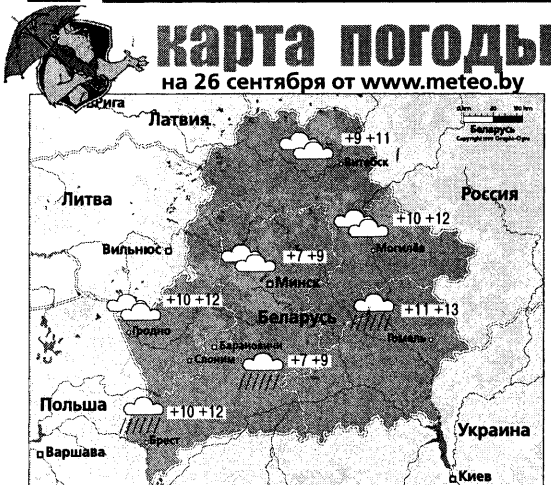 карта погоды
на 26 сентября от www.meteo.by
Рига
Латвия
+9 +11
Витебск
Беларусь
Литва
Россия
+10 +12
Могилёв
Вильнюс
+7 +9
Минск
+10 +12
Гродно
+11 +13
Беларусь
Гомель
Барановичи
Слоним
+7 +9
Польша
+10 +12
Брест
Украина
Варшава
Киев